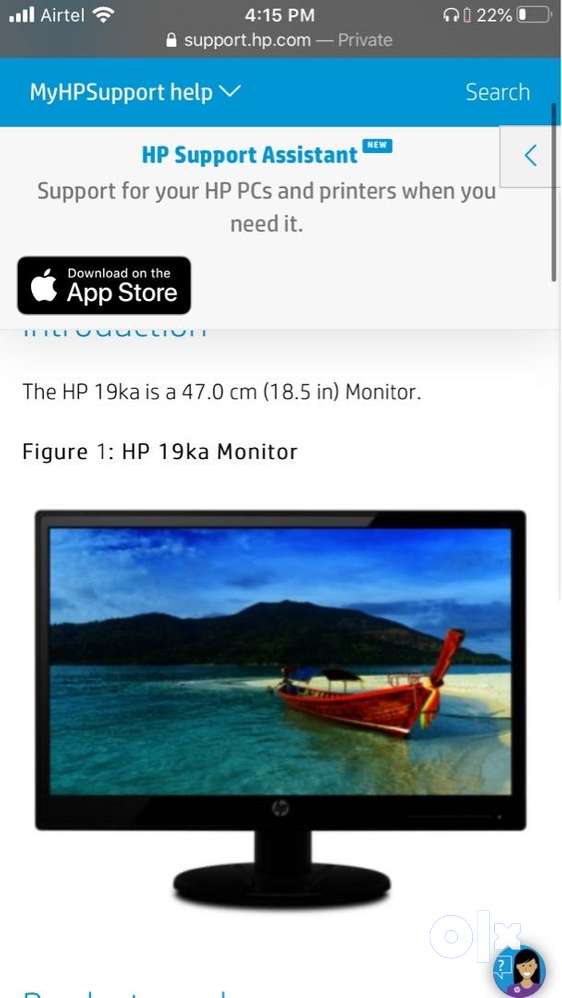 Airtel 4:15 PM 22%
support.hp.com — Private
MyHPSupport help Search
HP Support Assistant NEW
Support for your HP PCs and printers when you
need it.
Download on the
App Store
Introduction
The HP 19ka is a 47.0 cm (18.5 in) Monitor.
Figure 1: HP 19ka Monitor
hp
olx
?